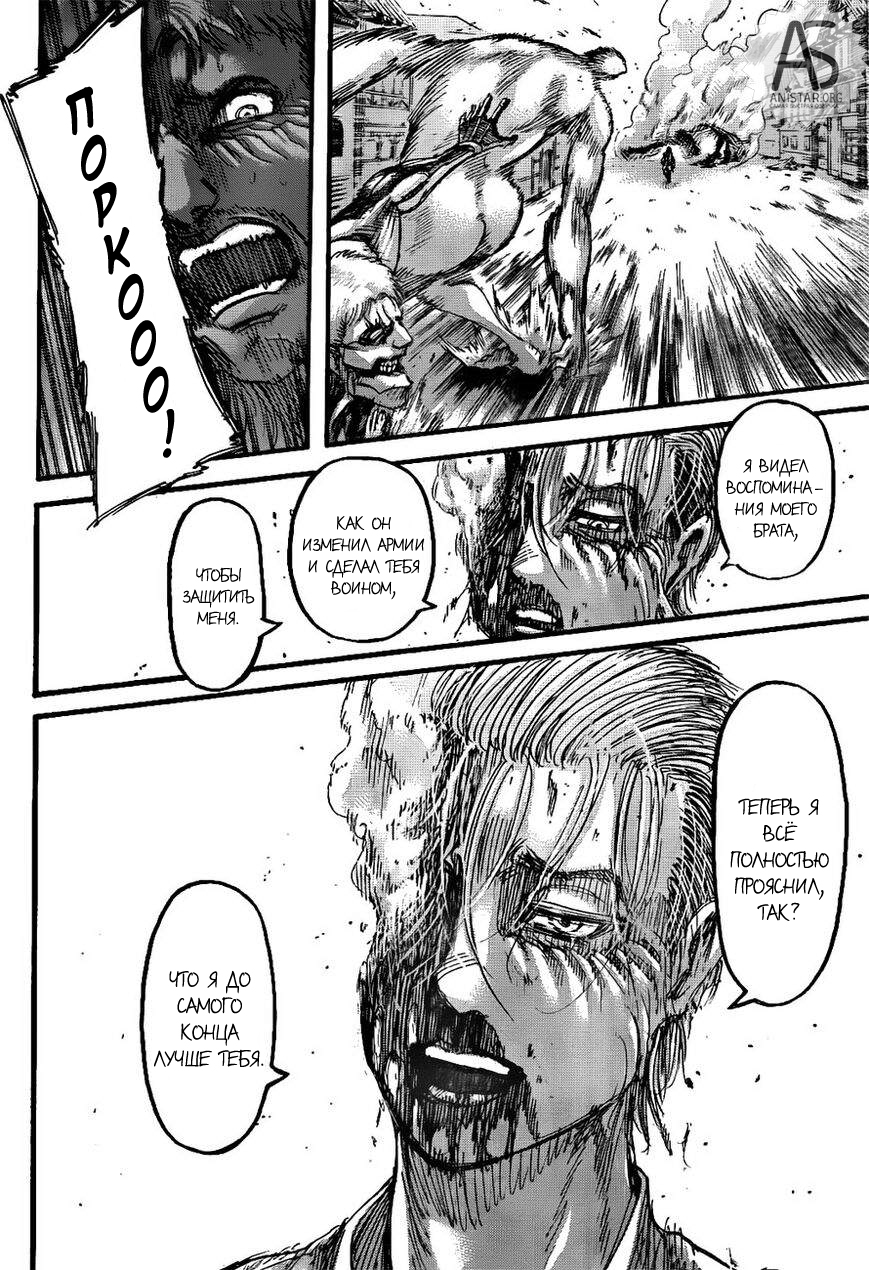 AS
ANISTAR.ORG
ПОРКООО!
Я ВИДЕЛ
ВОСПОМИНА-
НИЯ МОЕГО
БРАТА,
КАК ОН
ИЗМЕНИЛ АРМИИ
И СДЕЛАЛ ТЕБЯ
ВОИНОМ,
ЧТОБЫ
ЗАЩИТИТЬ
МЕНЯ.
ТЕПЕРЬ Я
ВСЁ
ПОЛНОСТЬЮ
ПРОЯСНИЛ,
ТАК?
ЧТО Я ДО
САМОГО
КОНЦА
ЛУЧШЕ ТЕБЯ.